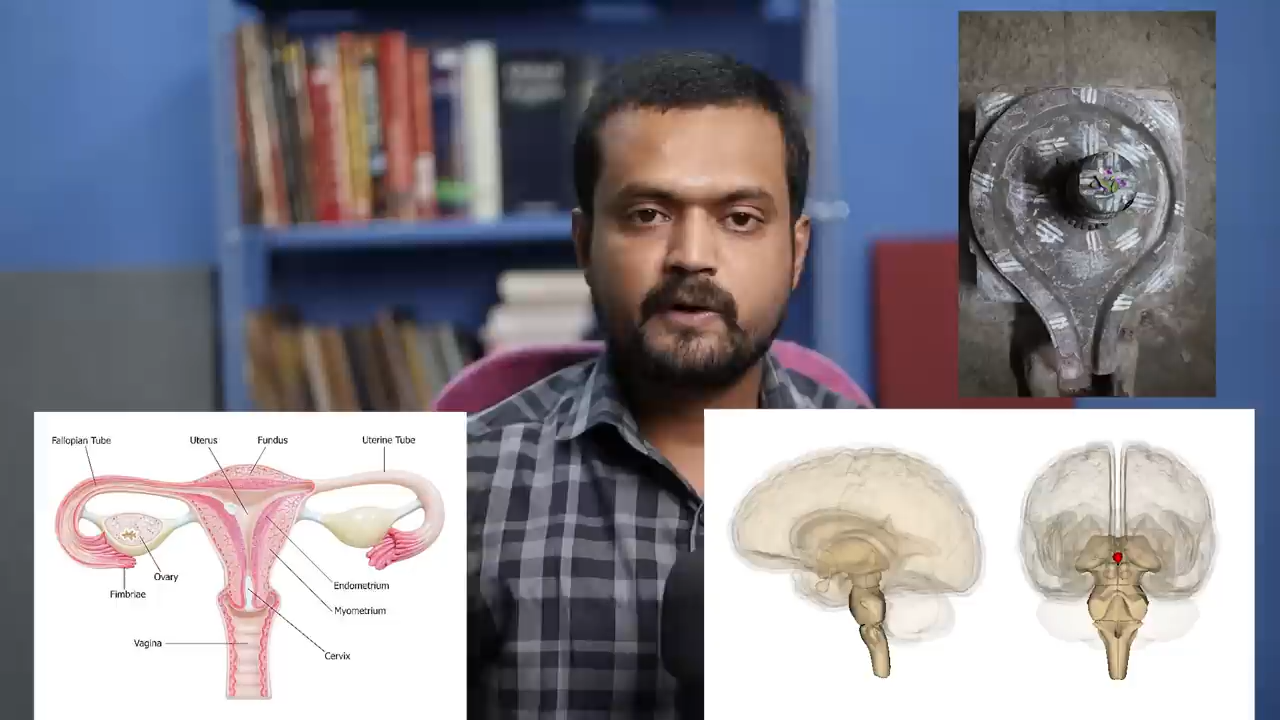 Fallopian Tube
Uterus
Fundus
Uterine Tube
Ovary
Fimbriae
Endometrium
Myometrium
Vagina
Cervix